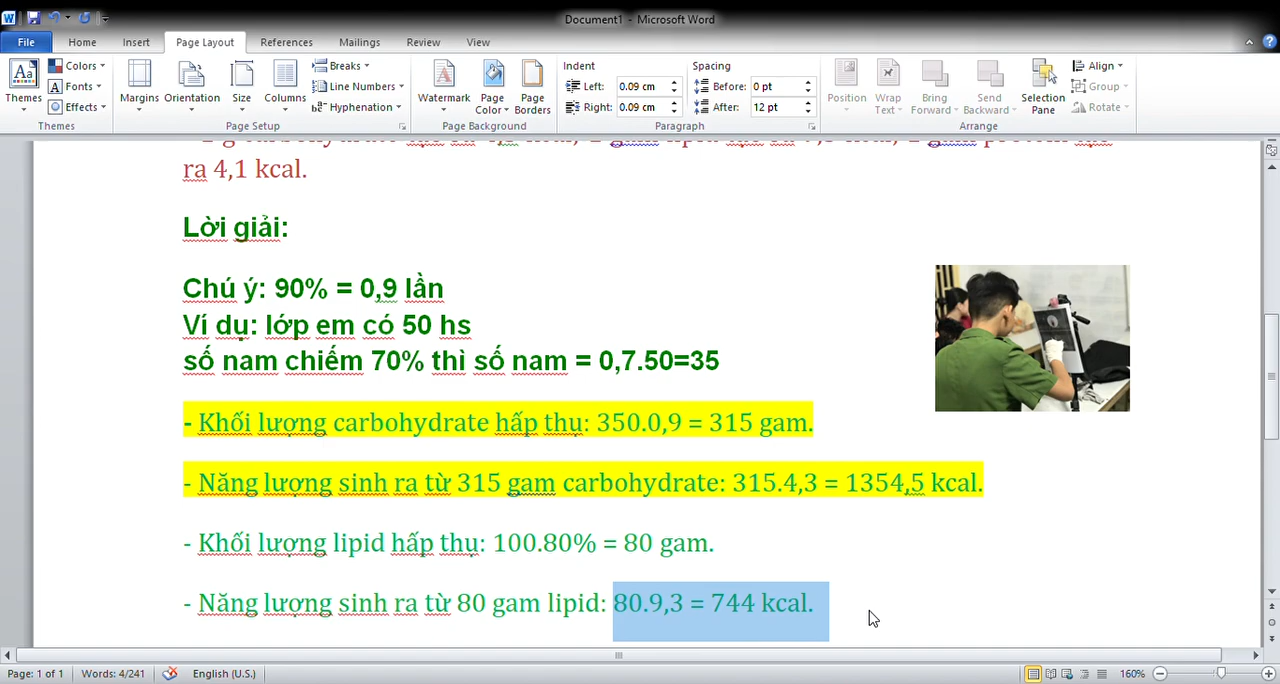 Document1 - Microsoft Word
File Home Insert Page Layout References Mailings Review View
Themes Colors Fonts Effects Margins Orientation Size Columns Breaks Line Numbers Hyphenation Watermark Page Color Page Borders Indent Left: 0.09 cm Right: 0.09 cm Spacing Before: 0 pt After: 12 pt Position Wrap Text Bring Forward Send Backward Selection Pane Align Group Rotate
Themes Page Setup Page Background Paragraph Arrange
ra 4,1 kcal.
Lời giải:
Chú ý: 90% = 0,9 lần
Ví dụ: lớp em có 50 hs
số nam chiếm 70% thì số nam = 0,7.50=35
- Khối lượng carbohydrate hấp thụ: 350.0,9 = 315 gam.
- Năng lượng sinh ra từ 315 gam carbohydrate: 315.4,3 = 1354,5 kcal.
- Khối lượng lipid hấp thụ: 100.80% = 80 gam.
- Năng lượng sinh ra từ 80 gam lipid: 80.9,3 = 744 kcal.
Page: 1 of 1 Words: 4/241 English (U.S.) 160%